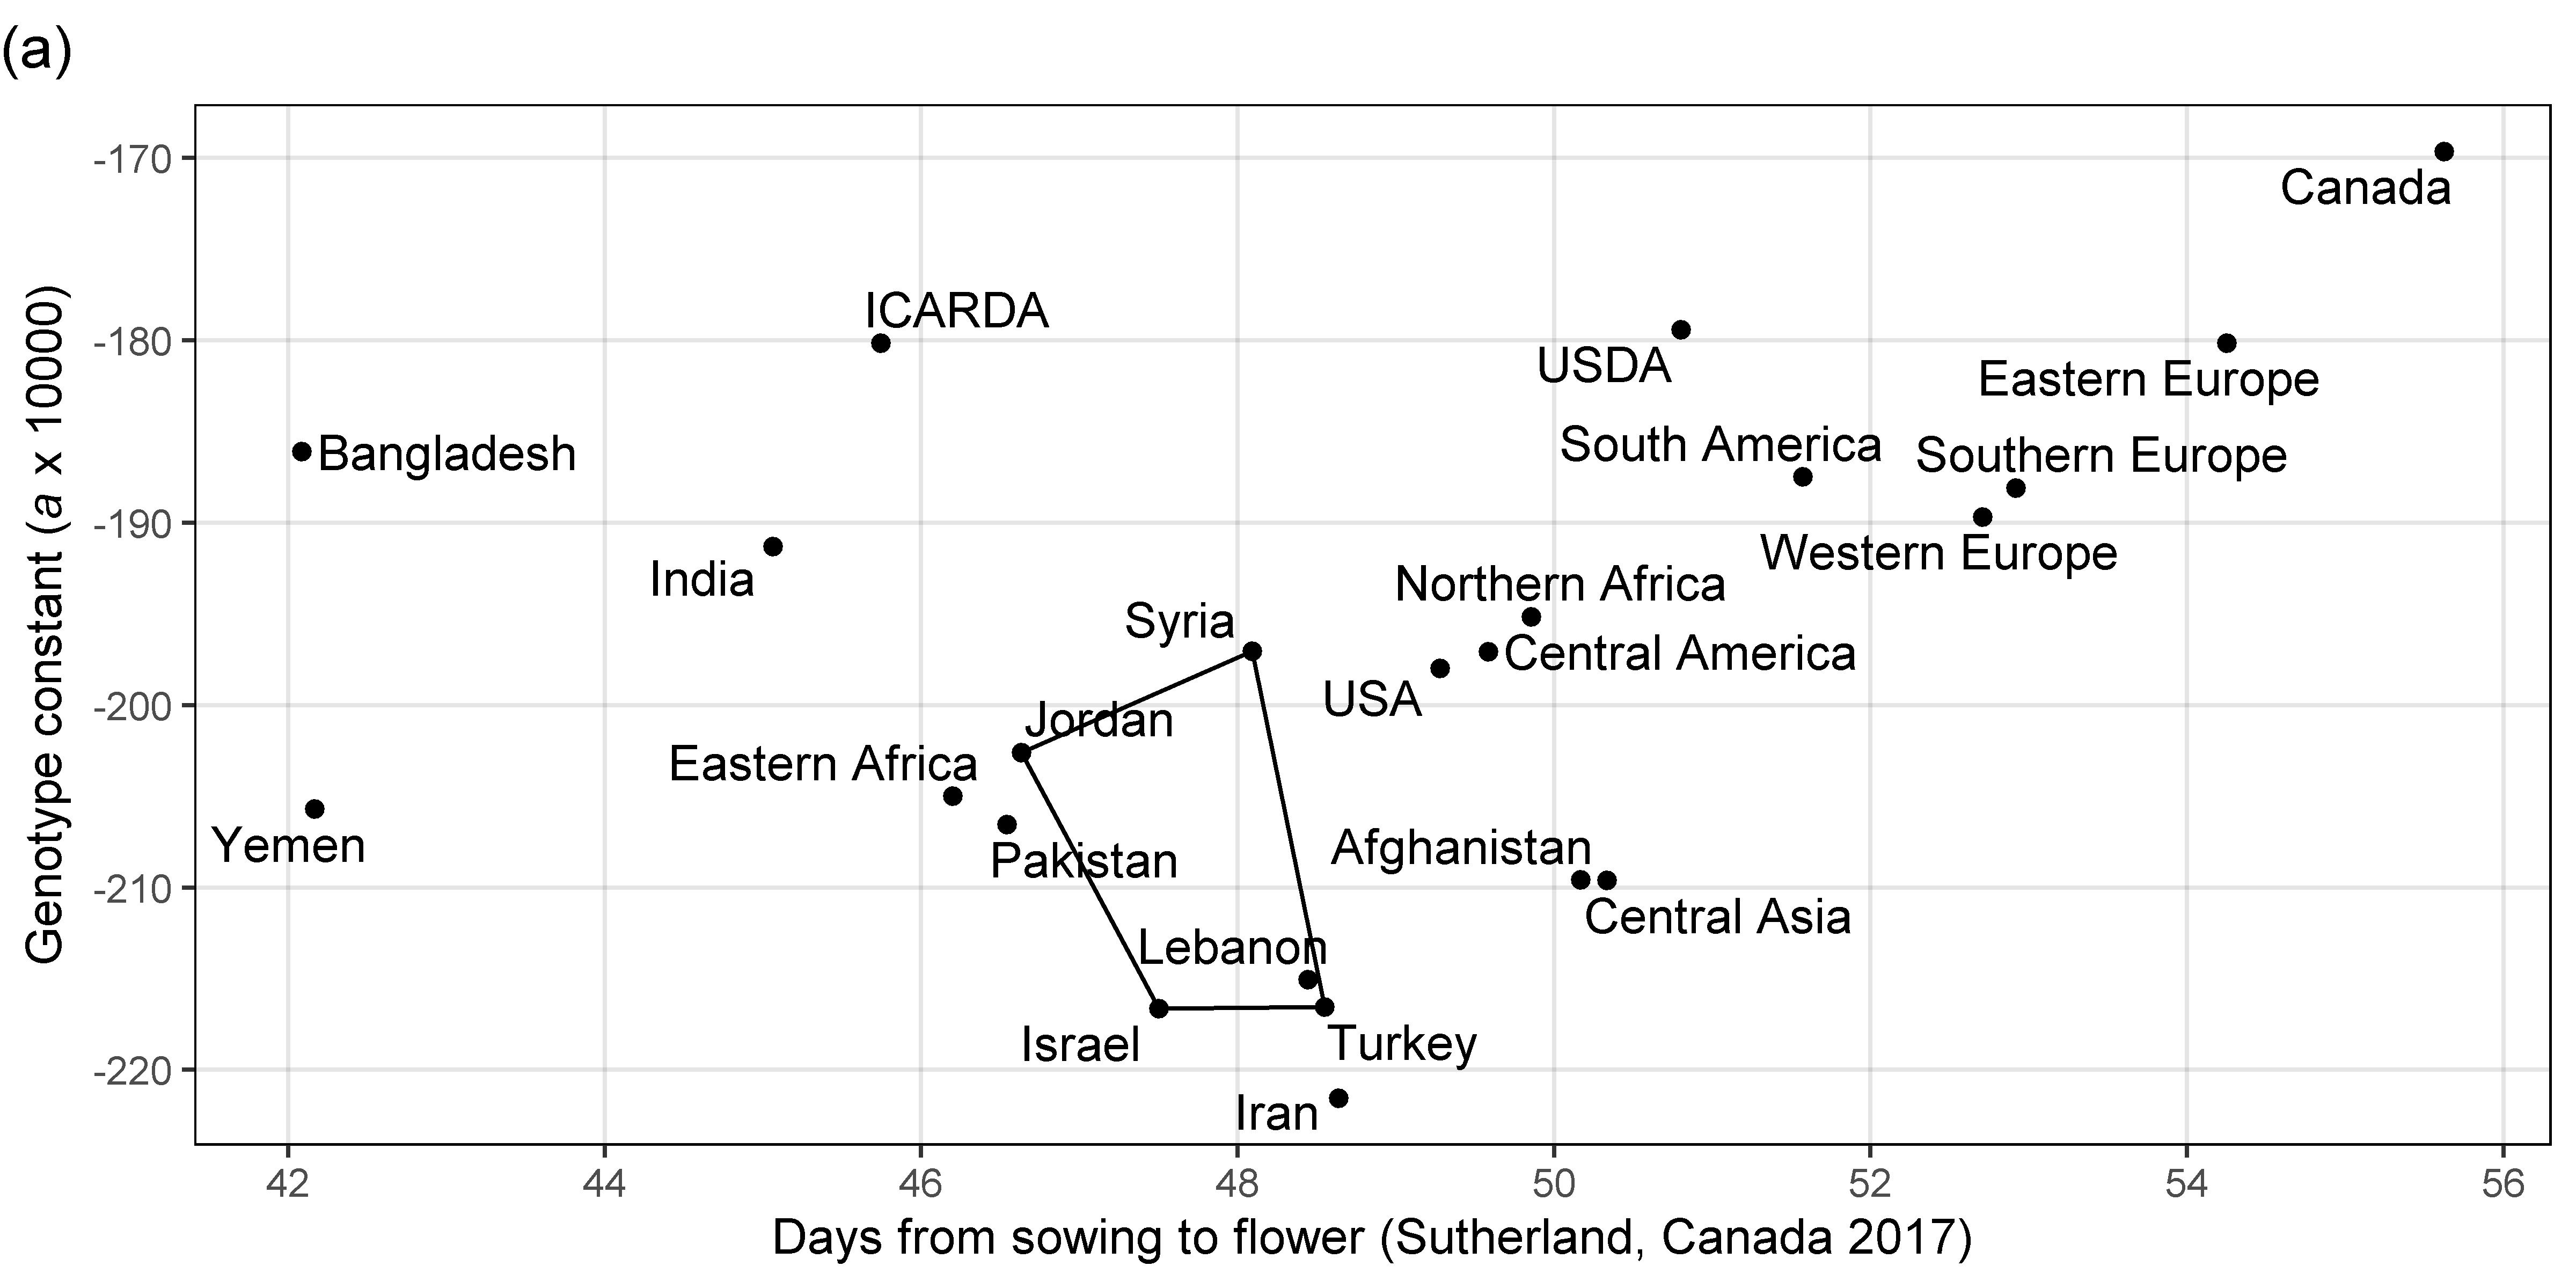 (a)
Genotype constant (a x 10000)
-170
-180
-190
-200
-210
-220
Canada
ICARDA
USDA
Eastern Europe
Bangladesh
South America
Southern Europe
Western Europe
India
Northern Africa
Syria
Central America
USA
Jordan
Eastern Africa
Yemen
Pakistan
Afghanistan
Central Asia
Lebanon
Israel
Turkey
Iran
42 44 46 48 50 52 54 56
Days from sowing to flower (Sutherland, Canada 2017)